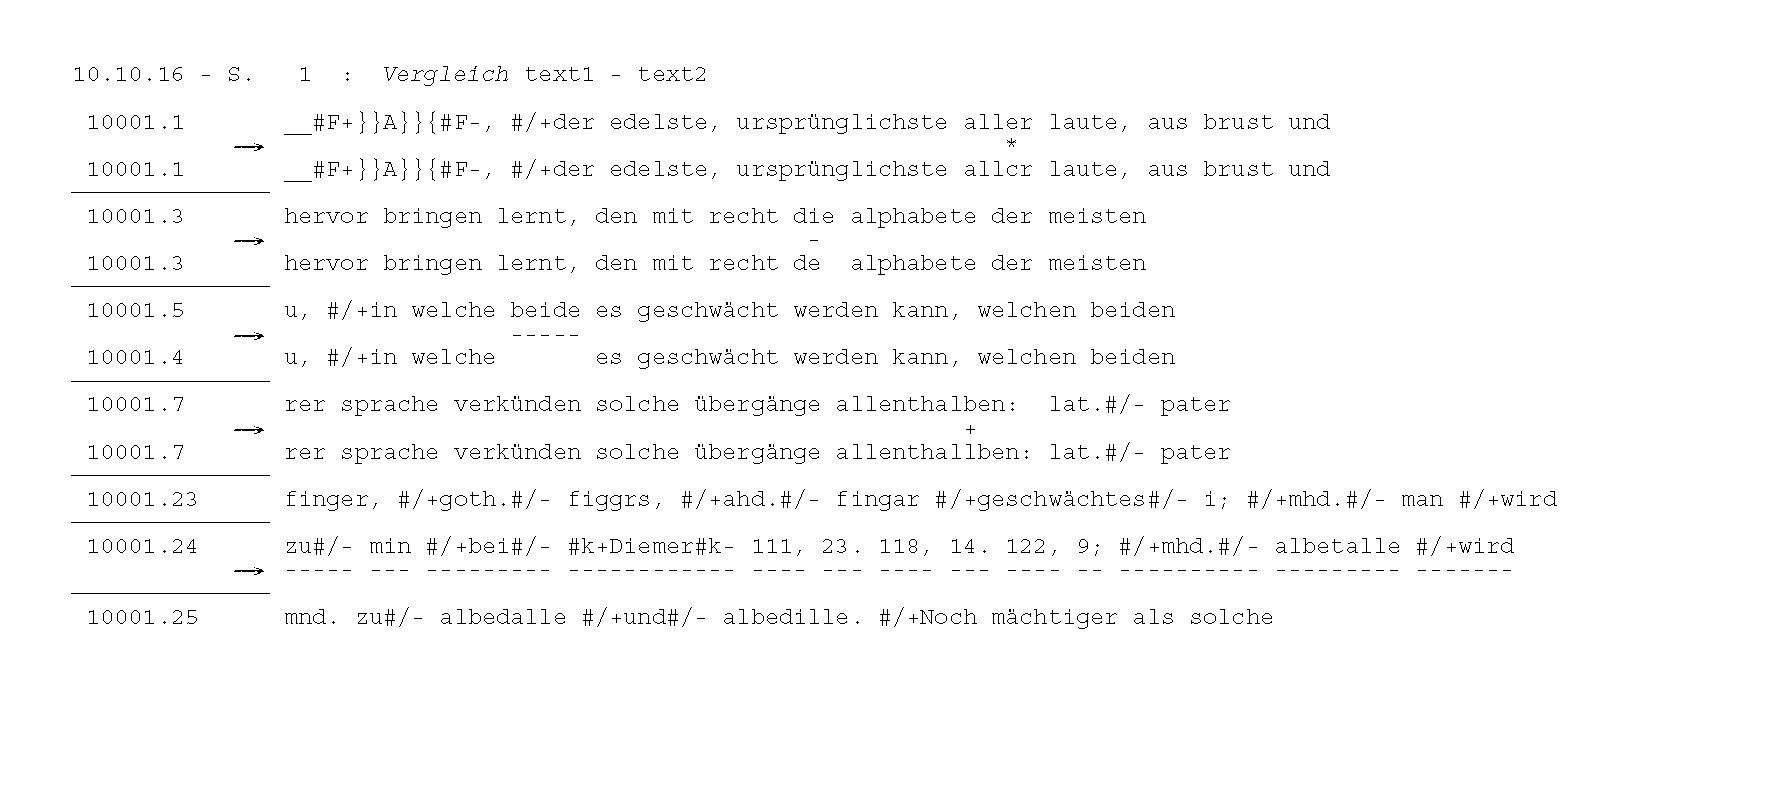 10.10.16 - S.   1  :  Vergleich text1 - text2
10001.1       __#F+}}A}}{#F-, #/+der edelste, ursprünglichste aller laute, aus brust und
→ *
10001.1       __#F+}}A}}{#F-, #/+der edelste, ursprünglichste allcr laute, aus brust und
10001.3       hervor bringen lernt, den mit recht die alphabete der meisten
→ -
10001.3       hervor bringen lernt, den mit recht de  alphabete der meisten
10001.5       u, #/+in welche beide es geschwächt werden kann, welchen beiden
→ -----
10001.4       u, #/+in welche       es geschwächt werden kann, welchen beiden
10001.7       rer sprache verkünden solche übergänge allenthalben:  lat.#/- pater
→ +
10001.7       rer sprache verkünden solche übergänge allenthallben: lat.#/- pater
10001.23      finger, #/+goth.#/- figgrs, #/+ahd.#/- fingar #/+geschwächtes#/- i; #/+mhd.#/- man #/+wird
10001.24      zu#/- min #/+bei#/- #k+Diemer#k- 111, 23. 118, 14. 122, 9; #/+mhd.#/- albetalle #/+wird
→ ----- --- --------- ------------ ---- --- ---- --- ---- -- ---------- --------- -------
10001.25      mnd. zu#/- albedalle #/+und#/- albedille. #/+Noch mächtiger als solche